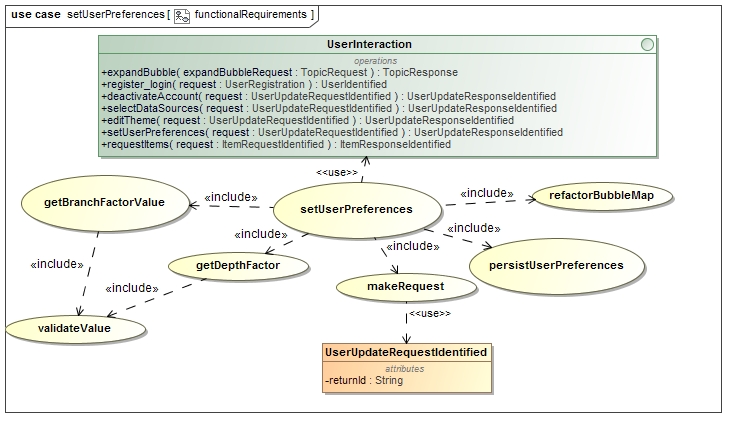 use case setUserPreferences [ functionalRequirements ]
UserInteraction
operations
+expandBubble( expandBubbleRequest : TopicRequest ) : TopicResponse
+register_login( request : UserRegistration ) : UserIdentified
+deactivateAccount( request : UserUpdateRequestIdentified ) : UserUpdateResponseIdentified
+selectDataSources( request : UserUpdateRequestIdentified ) : UserUpdateResponseIdentified
+editTheme( request : UserUpdateRequestIdentified ) : UserUpdateResponseIdentified
+setUserPreferences( request : UserUpdateRequestIdentified ) : UserUpdateResponseIdentified
+requestItems( request : ItemRequestIdentified ) : ItemResponseIdentified
<<use>>
getBranchFactorValue
«include»
setUserPreferences
«include»
refactorBubbleMap
«include»
«include»
«include»
«include»
getDepthFactor
persistUserPreferences
«include»
makeRequest
<<use>>
validateValue
UserUpdateRequestIdentified
attributes
-returnId : String